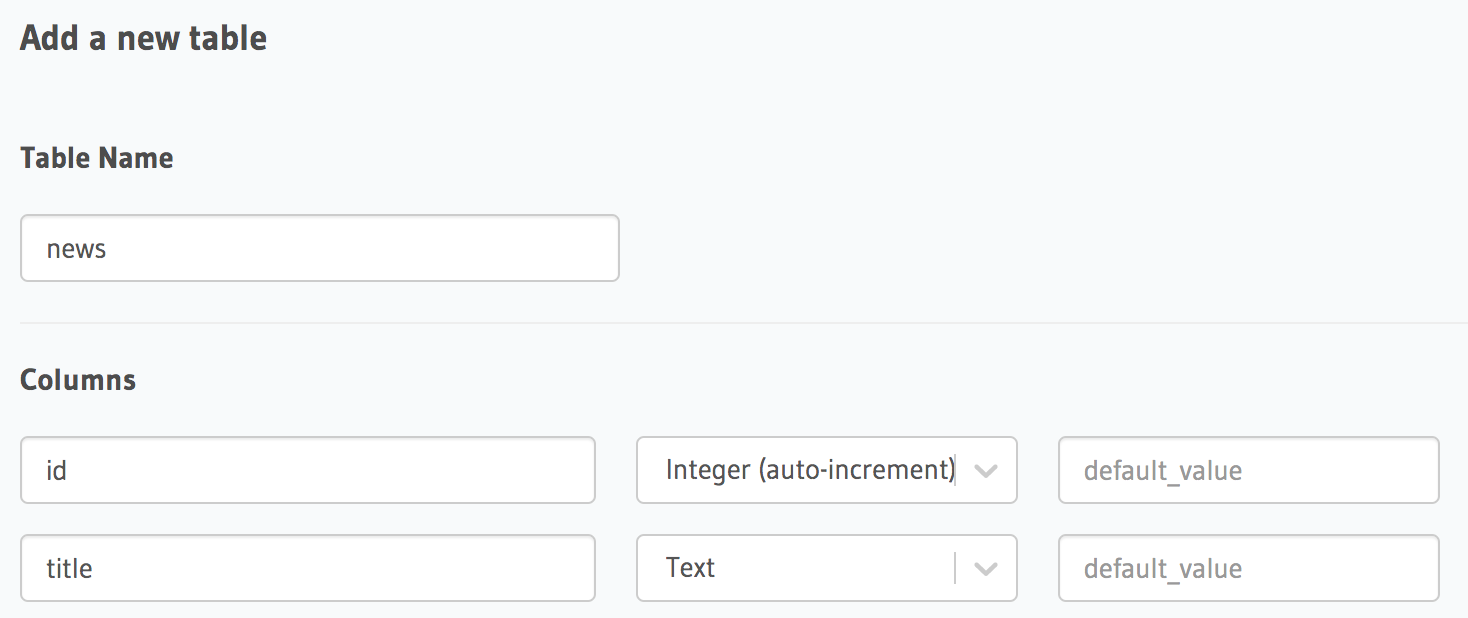 Add a new table
Table Name
news
Columns
id Integer (auto-increment) default_value
title Text default_value